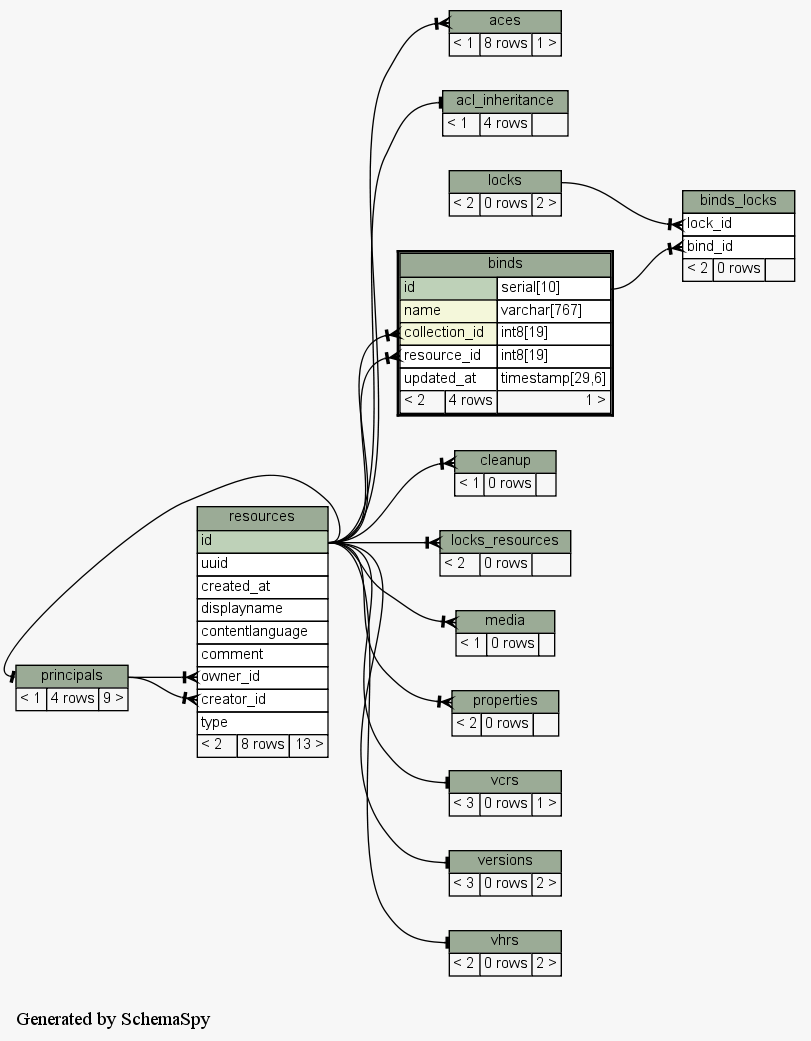 aces
< 1 8 rows 1 >
acl_inheritance
< 1 4 rows
locks
< 2 0 rows 2 >
binds_locks
lock_id
bind_id
< 2 0 rows
binds
id serial[10]
name varchar[767]
collection_id int8[19]
resource_id int8[19]
updated_at timestamp[29,6]
< 2 4 rows 1 >
cleanup
< 1 0 rows
resources
id
uuid
created_at
displayname
contentlanguage
comment
owner_id
creator_id
type
< 2 8 rows 13 >
locks_resources
< 2 0 rows
media
< 1 0 rows
principals
< 1 4 rows 9 >
properties
< 2 0 rows
vcrs
< 3 0 rows 1 >
versions
< 3 0 rows 2 >
vhrs
< 2 0 rows 2 >
Generated by SchemaSpy